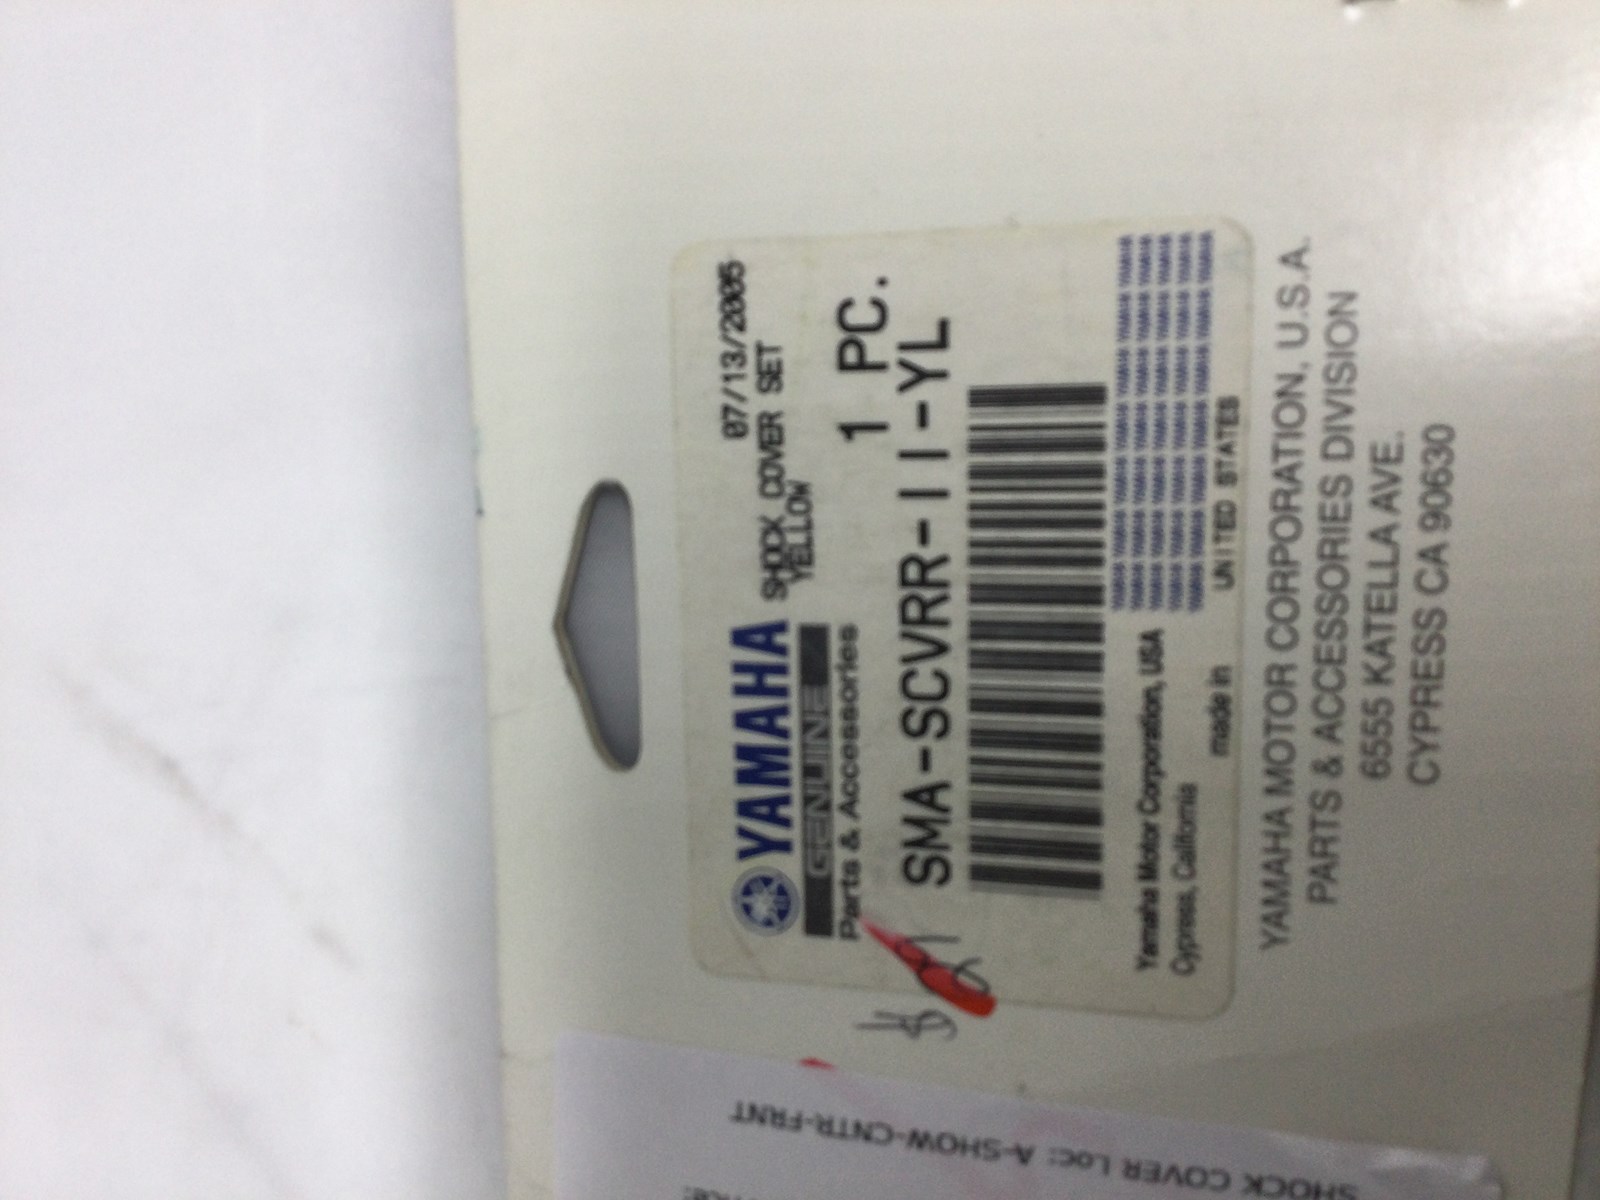 07/13/2005
YAMAHA SHOCK COVER SET
YELLOW
GENUINE
Parts & Accessories 1 PC.
SMA-SCVRR-11-YL
Yamaha Motor Corporation, USA
Cypress, California
made in UNITED STATES
YAMAHA MOTOR CORPORATION, U.S.A.
PARTS & ACCESSORIES DIVISION
6555 KATELLA AVE.
CYPRESS CA 90630
SHOCK COVER Loc: A-SHOW-CNTR-FRNT